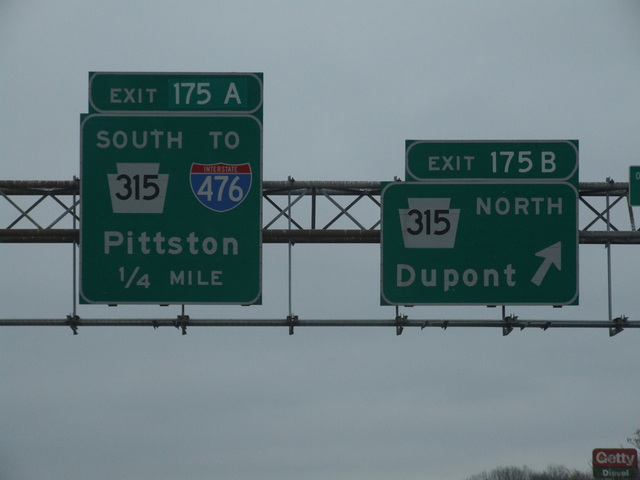 EXIT 175 A
SOUTH TO
315
INTERSTATE
476
Pittston
1/4 MILE
EXIT 175 B
315 NORTH
Dupont
Getty
Diesel